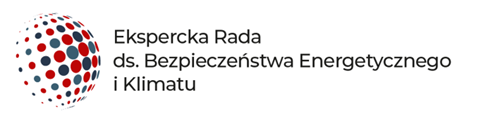 Ekspercka Rada
ds. Bezpieczeństwa Energetycznego
i Klimatu